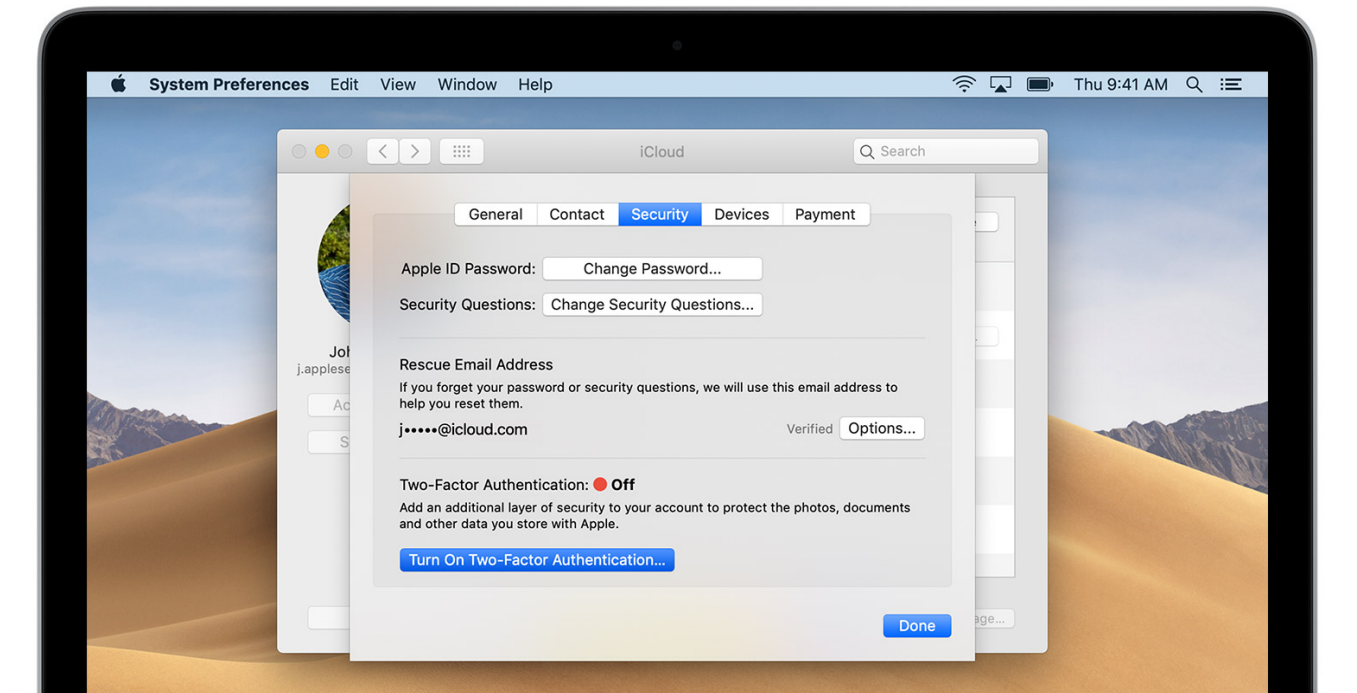 System Preferences Edit View Window Help Thu 9:41 AM
iCloud Search
General Contact Security Devices Payment
Apple ID Password: Change Password...
Security Questions: Change Security Questions...
Joh
j.applese
Rescue Email Address
If you forget your password or security questions, we will use this email address to
help you reset them.
Ac
j•••••@icloud.com Verified Options...
S
Two-Factor Authentication: Off
Add an additional layer of security to your account to protect the photos, documents
and other data you store with Apple.
Turn On Two-Factor Authentication...
Done
age...